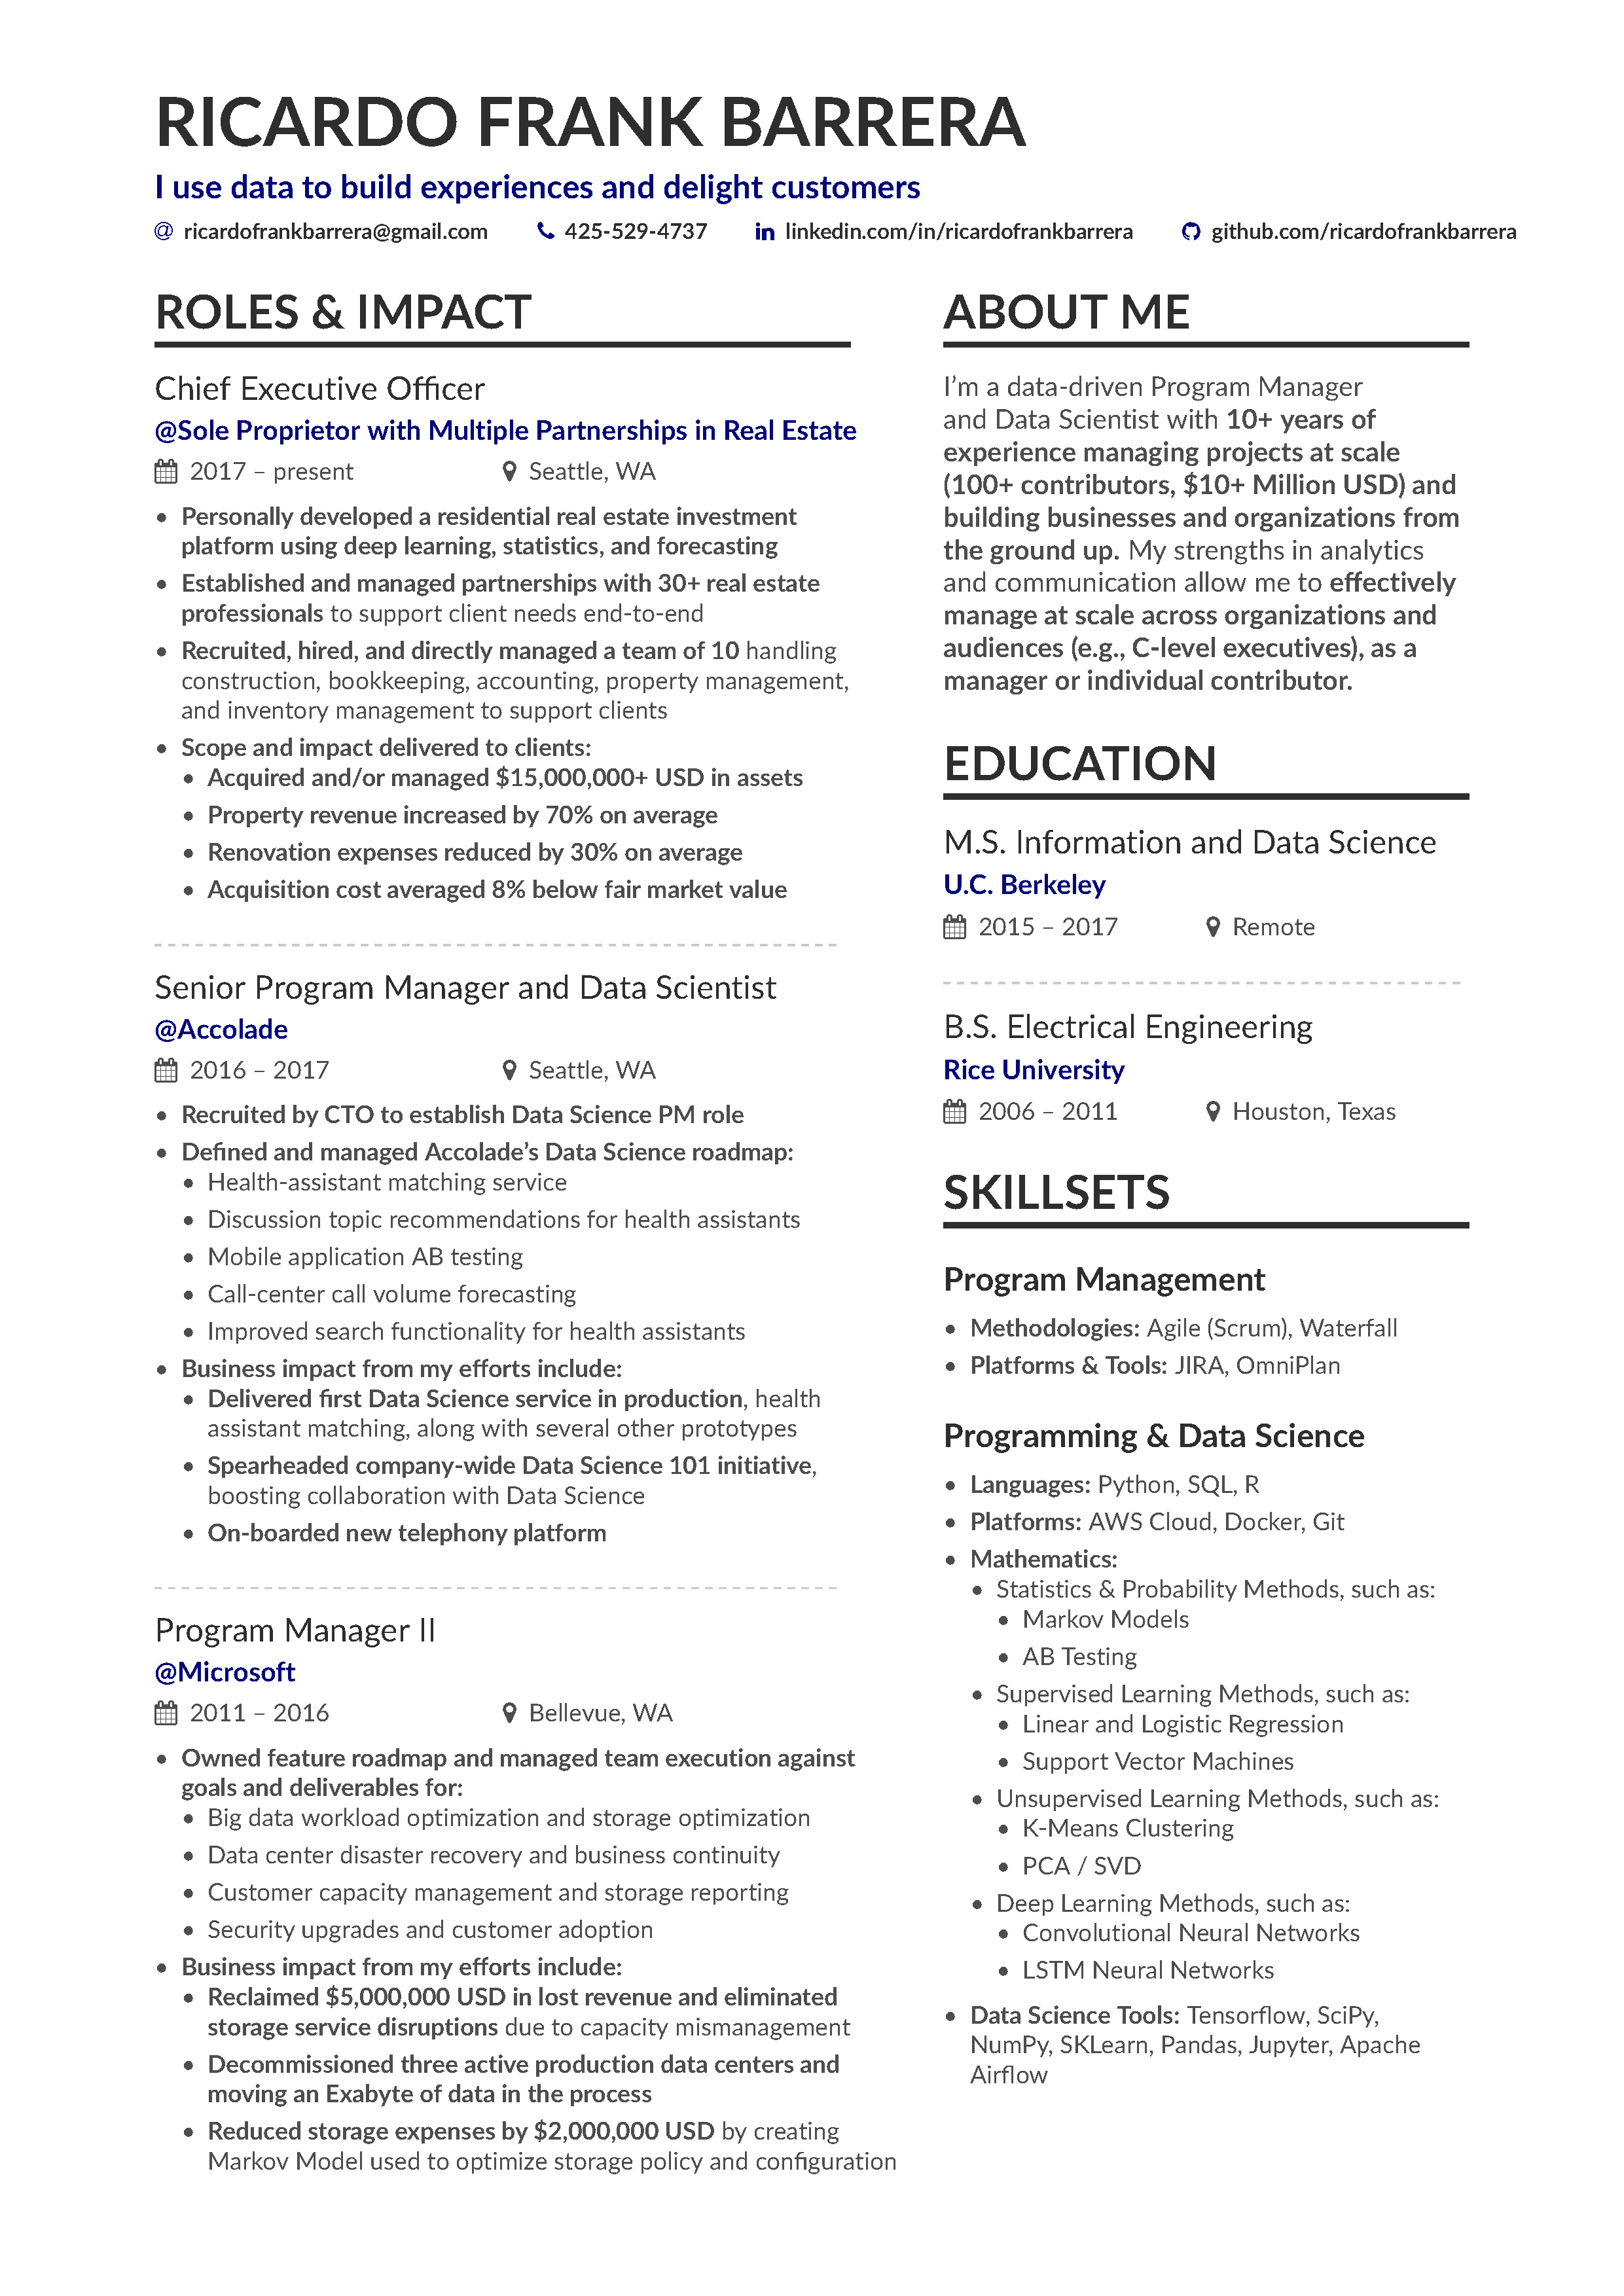 RICARDO FRANK BARRERA
I use data to build experiences and delight customers
@ ricardofrankbarrera@gmail.com 425-529-4737 in linkedin.com/in/ricardofrankbarrera github.com/ricardofrankbarrera
ROLES & IMPACT
Chief Executive Officer
@Sole Proprietor with Multiple Partnerships in Real Estate
2017 – present Seattle, WA
• Personally developed a residential real estate investment
platform using deep learning, statistics, and forecasting
• Established and managed partnerships with 30+ real estate
professionals to support client needs end-to-end
• Recruited, hired, and directly managed a team of 10 handling
construction, bookkeeping, accounting, property management,
and inventory management to support clients
• Scope and impact delivered to clients:
• Acquired and/or managed $15,000,000+ USD in assets
• Property revenue increased by 70% on average
• Renovation expenses reduced by 30% on average
• Acquisition cost averaged 8% below fair market value
Senior Program Manager and Data Scientist
@Accolade
2016 – 2017 Seattle, WA
• Recruited by CTO to establish Data Science PM role
• Defined and managed Accolade’s Data Science roadmap:
• Health-assistant matching service
• Discussion topic recommendations for health assistants
• Mobile application AB testing
• Call-center call volume forecasting
• Improved search functionality for health assistants
• Business impact from my efforts include:
• Delivered first Data Science service in production, health
assistant matching, along with several other prototypes
• Spearheaded company-wide Data Science 101 initiative,
boosting collaboration with Data Science
• On-boarded new telephony platform
Program Manager II
@Microsoft
2011 – 2016 Bellevue, WA
• Owned feature roadmap and managed team execution against
goals and deliverables for:
• Big data workload optimization and storage optimization
• Data center disaster recovery and business continuity
• Customer capacity management and storage reporting
• Security upgrades and customer adoption
• Business impact from my efforts include:
• Reclaimed $5,000,000 USD in lost revenue and eliminated
storage service disruptions due to capacity mismanagement
• Decommissioned three active production data centers and
moving an Exabyte of data in the process
• Reduced storage expenses by $2,000,000 USD by creating
Markov Model used to optimize storage policy and configuration
ABOUT ME
I’m a data-driven Program Manager
and Data Scientist with 10+ years of
experience managing projects at scale
(100+ contributors, $10+ Million USD) and
building businesses and organizations from
the ground up. My strengths in analytics
and communication allow me to effectively
manage at scale across organizations and
audiences (e.g., C-level executives), as a
manager or individual contributor.
EDUCATION
M.S. Information and Data Science
U.C. Berkeley
2015 – 2017 Remote
B.S. Electrical Engineering
Rice University
2006 – 2011 Houston, Texas
SKILLSETS
Program Management
• Methodologies: Agile (Scrum), Waterfall
• Platforms & Tools: JIRA, OmniPlan
Programming & Data Science
• Languages: Python, SQL, R
• Platforms: AWS Cloud, Docker, Git
• Mathematics:
• Statistics & Probability Methods, such as:
• Markov Models
• AB Testing
• Supervised Learning Methods, such as:
• Linear and Logistic Regression
• Support Vector Machines
• Unsupervised Learning Methods, such as:
• K-Means Clustering
• PCA / SVD
• Deep Learning Methods, such as:
• Convolutional Neural Networks
• LSTM Neural Networks
• Data Science Tools: Tensorflow, SciPy,
NumPy, SKLearn, Pandas, Jupyter, Apache
Airflow